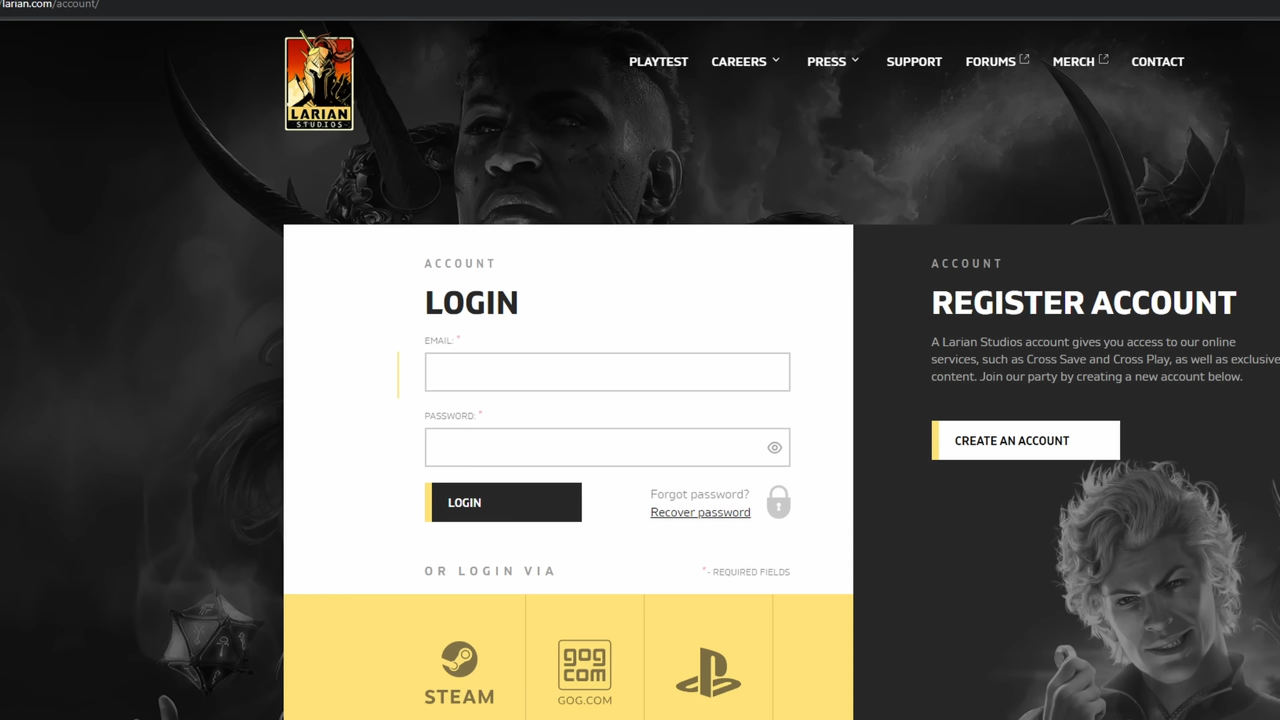 larian.com/account/
LARIAN
STUDIOS
PLAYTEST CAREERS PRESS SUPPORT FORUMS MERCH CONTACT
ACCOUNT
LOGIN
EMAIL: *
PASSWORD: *
LOGIN
Forgot password?
Recover password
OR LOGIN VIA
*- REQUIRED FIELDS
STEAM
gog
com
GOG.COM
ACCOUNT
REGISTER ACCOUNT
A Larian Studios account gives you access to our online
services, such as Cross Save and Cross Play, as well as exclusive
content. Join our party by creating a new account below.
CREATE AN ACCOUNT